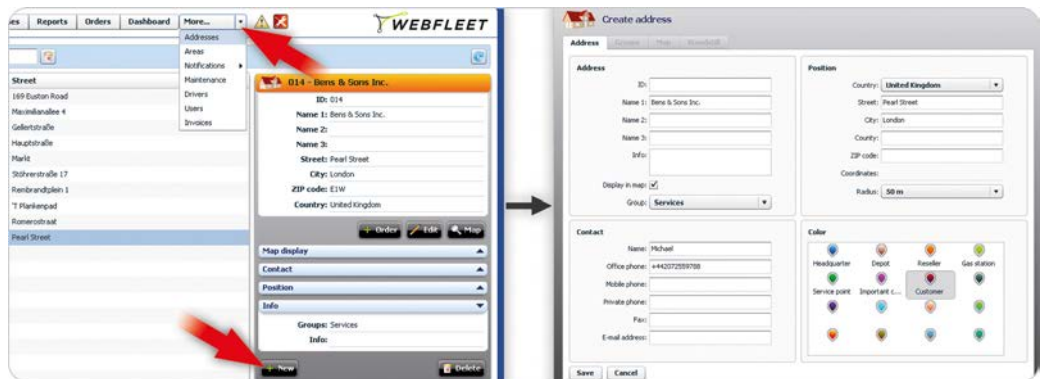 es Reports Orders Dashboard More...
WEBFLEET
Addresses
Areas
Notifications
Maintenance
Drivers
Users
Invoices
Street
169 Euston Road
Maximilianallee 4
Gellertstraße
Hauptstraße
Markt
Stöhrerstraße 17
Rembrandtplein 1
'T Plankenpad
Romerostraat
Pearl Street
014 - Bens & Sons Inc.
ID: 014
Name 1: Bens & Sons Inc.
Name 2:
Name 3:
Street: Pearl Street
City: London
ZIP code: E1W
Country: United Kingdom
+ Order Edit Map
Map display
Contact
Position
Info
Groups: Services
Info:
+ New Delete
Create address
Address Groups Map
Address
ID:
Name 1: Bens & Sons Inc.
Name 2:
Name 3:
Info:
Display in map:
Group: Services
Position
Country: United Kingdom
Street: Pearl Street
City: London
County:
ZIP code:
Coordinates:
Radius: 50 m
Contact
Name: Michael
Office phone: +442072559788
Mobile phone:
Private phone:
Fax:
E-mail address:
Color
Headquarter Depot Reseller Gas station
Service point Important c... Customer
Save Cancel